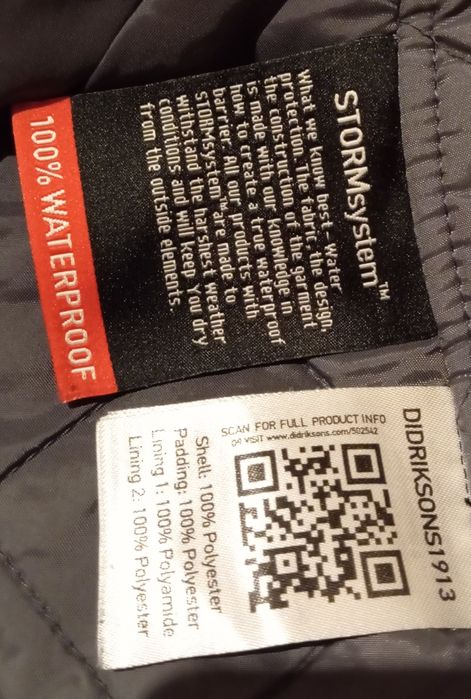 STORMsystem™
What we know best- Water
protection. The fabric, the design,
the construction of the garment
is made with our knowledge in
how to create a true waterproof
barrier. All our products with
STORMsystem are made to
withstand the harshest weather
conditions and will keep you dry
from the outside elements.
100% WATERPROOF
DIDRIKSONS1913
SCAN FOR FULL PRODUCT INFO
OR VISIT www.didriksons.com/502542
Shell: 100% Polyester
Padding: 100% Polyester
Lining 1: 100% Polyamide
Lining 2: 100% Polyester